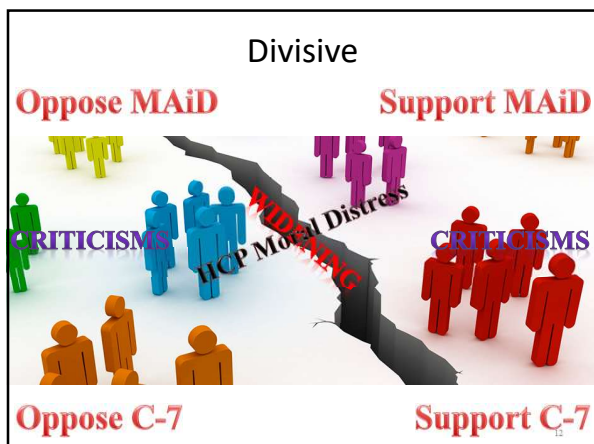 Divisive
Oppose MAiD
Support MAiD
WIDENING
HCP Moral Distress
CRITICISMS
CRITICISMS
Oppose C-7
Support C-7
12